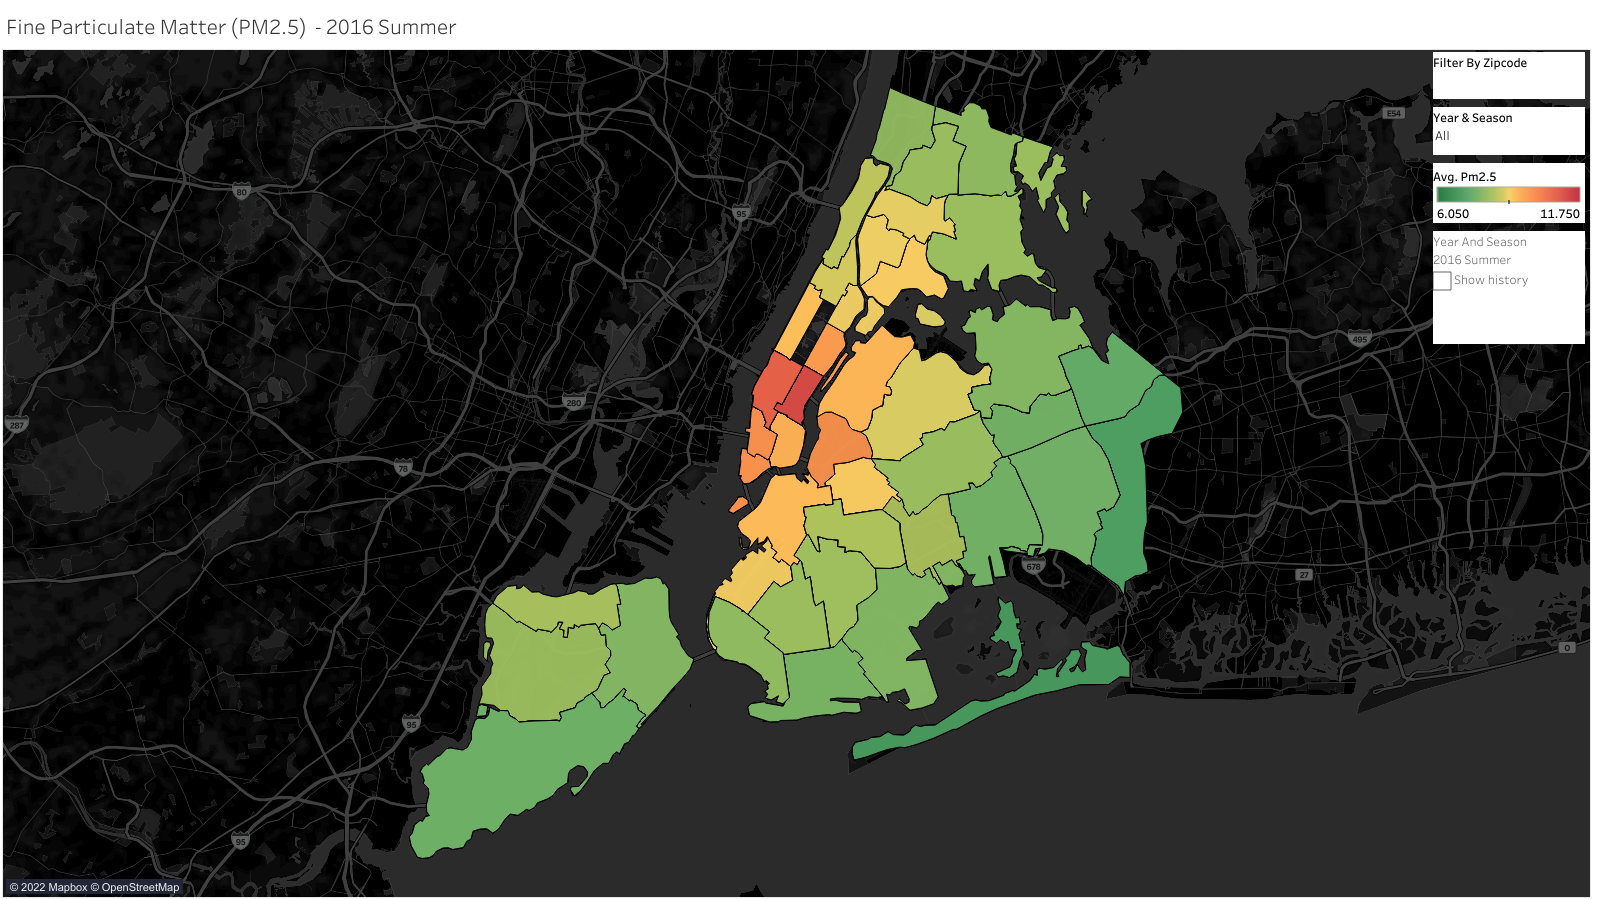 Fine Particulate Matter (PM2.5) - 2016 Summer
Filter By Zipcode
Year & Season
All
Avg. Pm2.5
6.050 11.750
Year And Season
2016 Summer
Show history
E54
80
95
495
280
287
78
678
27
0
95
95
© 2022 Mapbox © OpenStreetMap